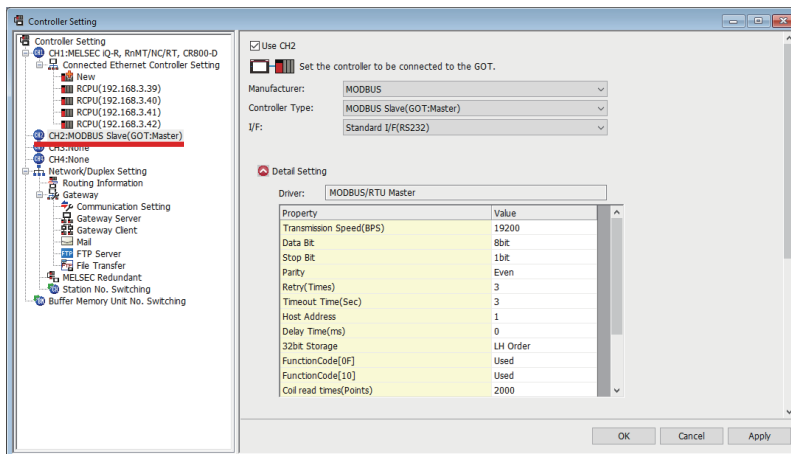 Controller Setting
Controller Setting
CH1:MELSEC iQ-R, RnMT/NC/RT, CR800-D
Connected Ethernet Controller Setting
New
RCPU(192.168.3.39)
RCPU(192.168.3.40)
RCPU(192.168.3.41)
RCPU(192.168.3.42)
CH2:MODBUS Slave(GOT:Master)
CH3:None
CH4:None
Network/Duplex Setting
Routing Information
Gateway
Communication Setting
Gateway Server
Gateway Client
Mail
FTP Server
File Transfer
MELSEC Redundant
Station No. Switching
Buffer Memory Unit No. Switching
Use CH2
Set the controller to be connected to the GOT.
Manufacturer: MODBUS
Controller Type: MODBUS Slave(GOT:Master)
I/F: Standard I/F(RS232)
Detail Setting
Driver: MODBUS/RTU Master
Property Value
Transmission Speed(BPS) 19200
Data Bit 8bit
Stop Bit 1bit
Parity Even
Retry(Times) 3
Timeout Time(Sec) 3
Host Address 1
Delay Time(ms) 0
32bit Storage LH Order
FunctionCode[0F] Used
FunctionCode[10] Used
Coil read times(Points) 2000
OK Cancel Apply